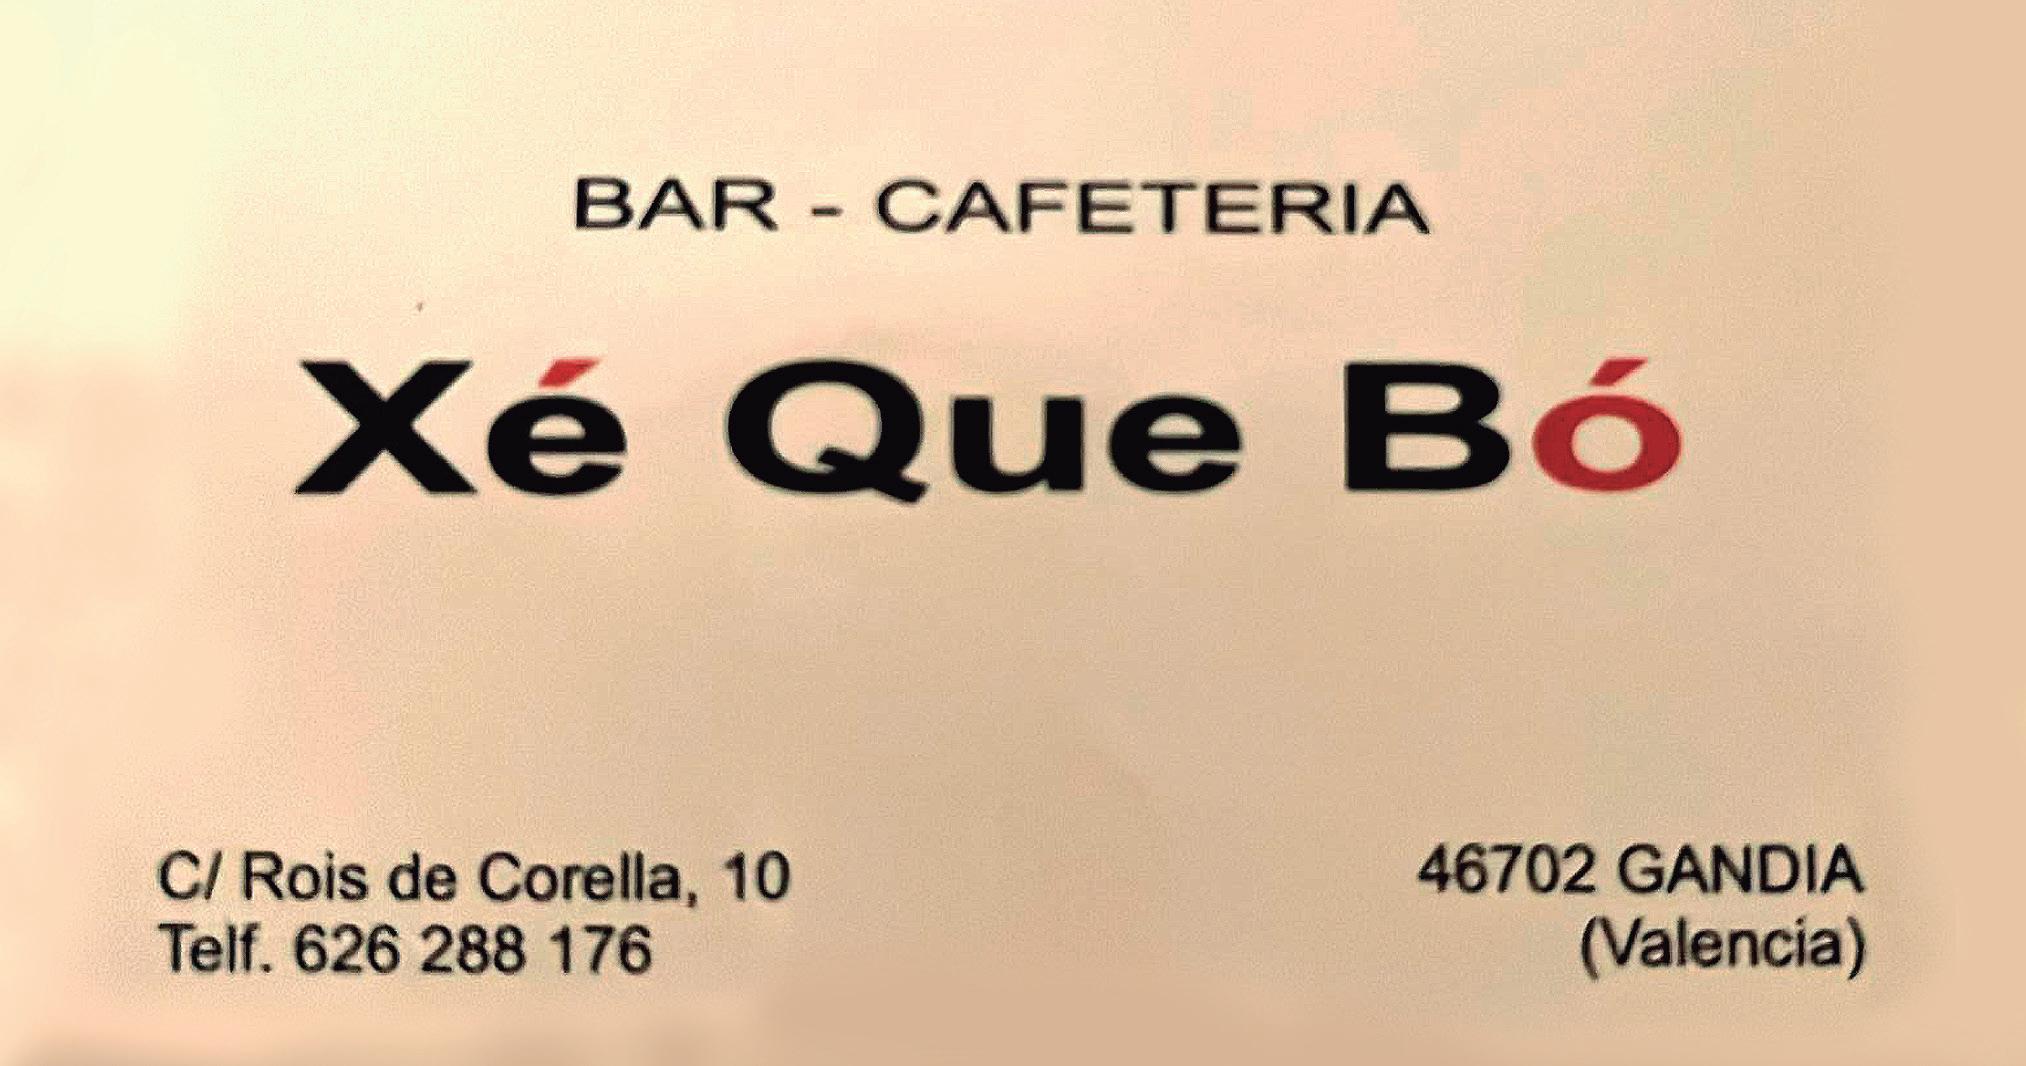 BAR - CAFETERIA
Xé Que Bó
C/ Rois de Corella, 10
Telf. 626 288 176
46702 GANDIA
(Valencia)